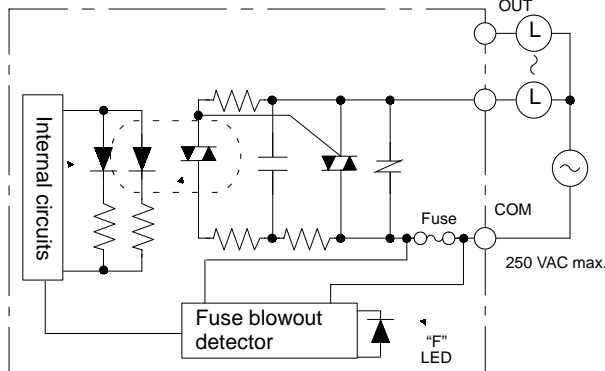 OUT
L
L
Internal circuits
Fuse
COM
250 VAC max.
Fuse blowout
detector
“F”
LED